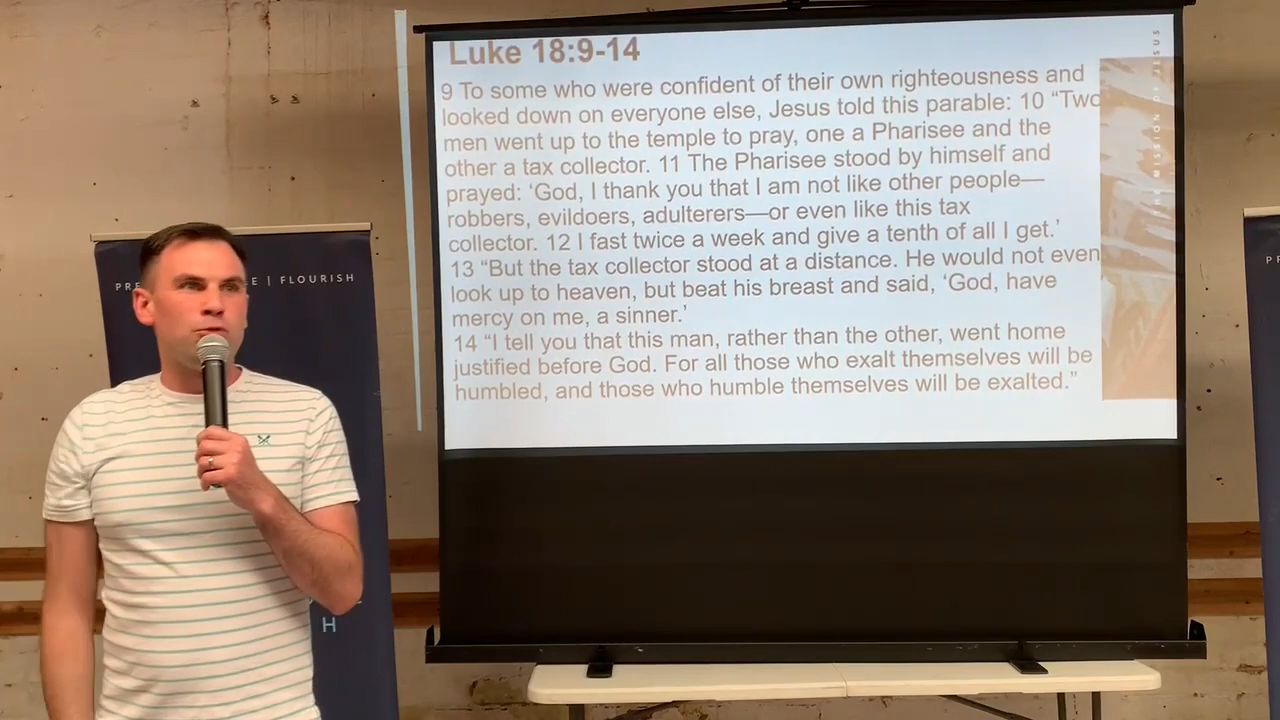 Luke 18:9-14
9 To some who were confident of their own righteousness and
looked down on everyone else, Jesus told this parable: 10 “Two
men went up to the temple to pray, one a Pharisee and the
other a tax collector. 11 The Pharisee stood by himself and
prayed: ‘God, I thank you that I am not like other people—
robbers, evildoers, adulterers—or even like this tax
collector. 12 I fast twice a week and give a tenth of all I get.’
13 “But the tax collector stood at a distance. He would not even
look up to heaven, but beat his breast and said, ‘God, have
mercy on me, a sinner.’
14 “I tell you that this man, rather than the other, went home
justified before God. For all those who exalt themselves will be
humbled, and those who humble themselves will be exalted.”
THE MISSION OF JESUS
| FLOURISH
H